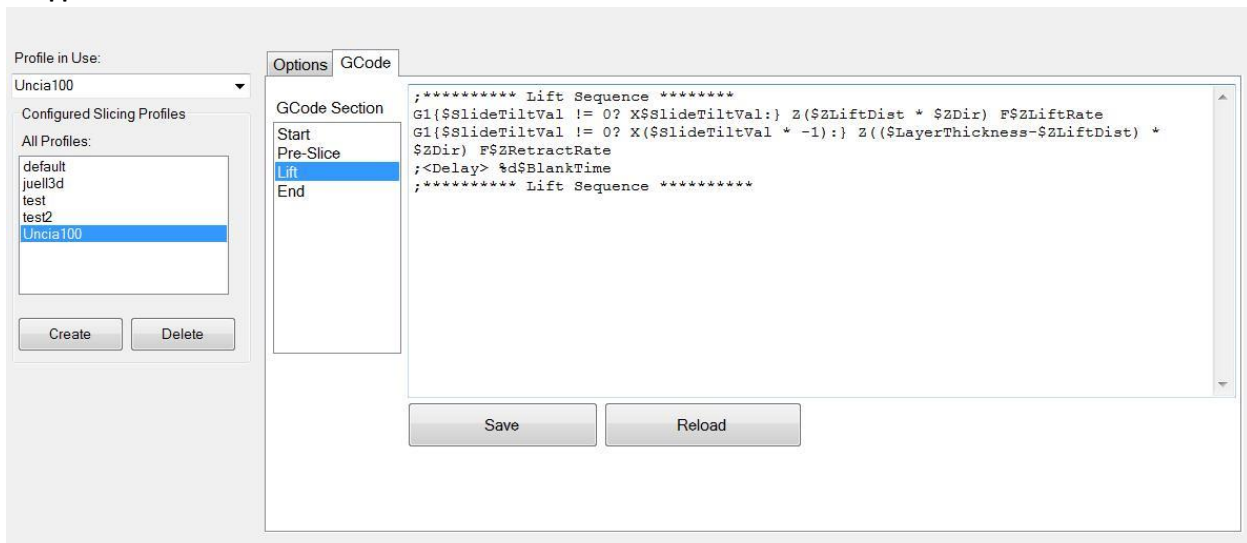 Profile in Use:
Uncia100
Configured Slicing Profiles
All Profiles:
default
juell3d
test
test2
Uncia100
Create
Delete
Options
GCode
GCode Section
Start
Pre-Slice
Lift
End
;********** Lift Sequence ********
G1{$SlideTiltVal != 0? X$SlideTiltVal:} Z($ZLiftDist * $ZDir) F$ZLiftRate
G1{$SlideTiltVal != 0? X($SlideTiltVal * -1):} Z(($LayerThickness-$ZLiftDist) *
$ZDir) F$ZRetractRate
;<Delay> %d$BlankTime
;********** Lift Sequence **********
Save
Reload